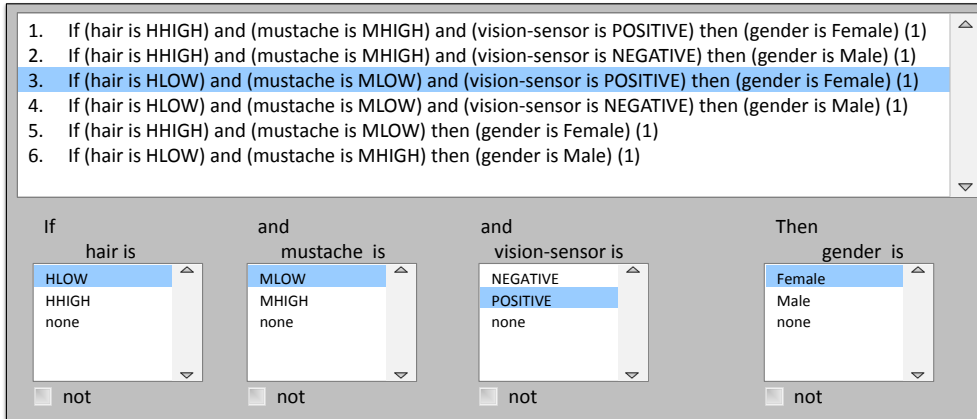 1. If (hair is HHIGH) and (mustache is MHIGH) and (vision-sensor is POSITIVE) then (gender is Female) (1)
2. If (hair is HHIGH) and (mustache is MHIGH) and (vision-sensor is NEGATIVE) then (gender is Male) (1)
3. If (hair is HLOW) and (mustache is MLOW) and (vision-sensor is POSITIVE) then (gender is Female) (1)
4. If (hair is HLOW) and (mustache is MLOW) and (vision-sensor is NEGATIVE) then (gender is Male) (1)
5. If (hair is HHIGH) and (mustache is MLOW) then (gender is Female) (1)
6. If (hair is HLOW) and (mustache is MHIGH) then (gender is Male) (1)
If and and Then
hair is mustache is vision-sensor is gender is
HLOW MLOW NEGATIVE Female
HHIGH MHIGH POSITIVE Male
none none none none
not not not not